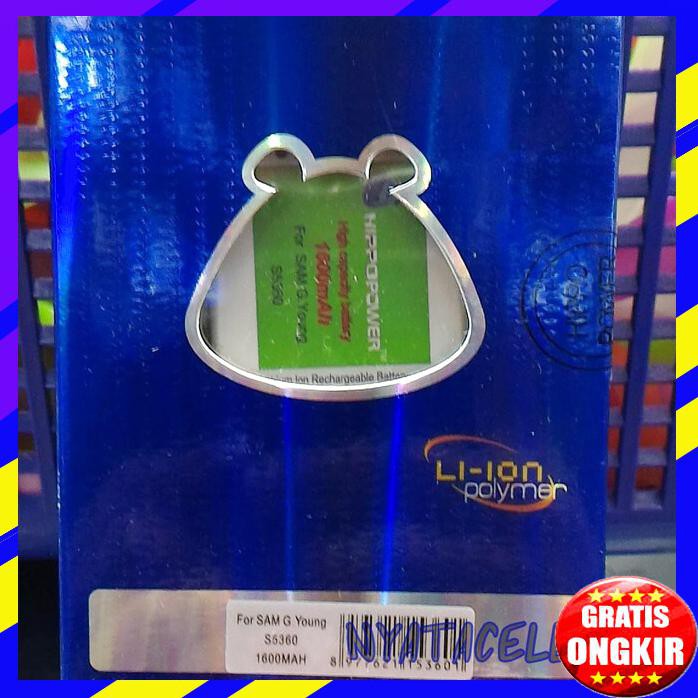 HIPPOPOWER
High capacity battery
1600mAh
For SAM G.Young
S5360
Ion Rechargeable
LI-ION
polymer
For SAM G Young
S5360
1600MAH
NYATACELL
GRATIS
ONGKIR